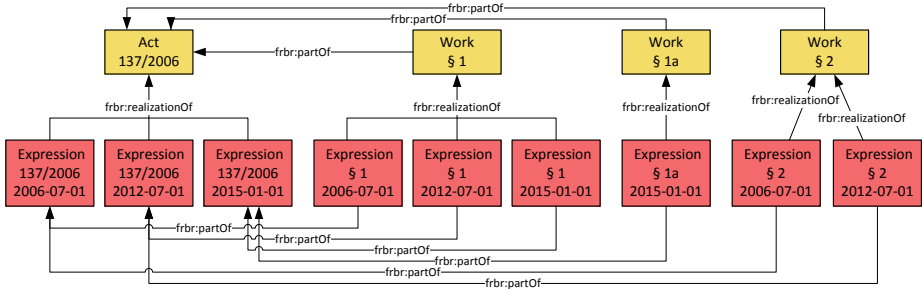 frbr:partOf
frbr:partOf
Act
137/2006
frbr:partOf
Work
§ 1
Work
§ 1a
Work
§ 2
frbr:realizationOf
frbr:realizationOf
frbr:realizationOf
frbr:realizationOf
frbr:realizationOf
Expression
137/2006
2006-07-01
Expression
137/2006
2012-07-01
Expression
137/2006
2015-01-01
Expression
§ 1
2006-07-01
Expression
§ 1
2012-07-01
Expression
§ 1
2015-01-01
Expression
§ 1a
2015-01-01
Expression
§ 2
2006-07-01
Expression
§ 2
2012-07-01
frbr:partOf
frbr:partOf
frbr:partOf
frbr:partOf
frbr:partOf
frbr:partOf